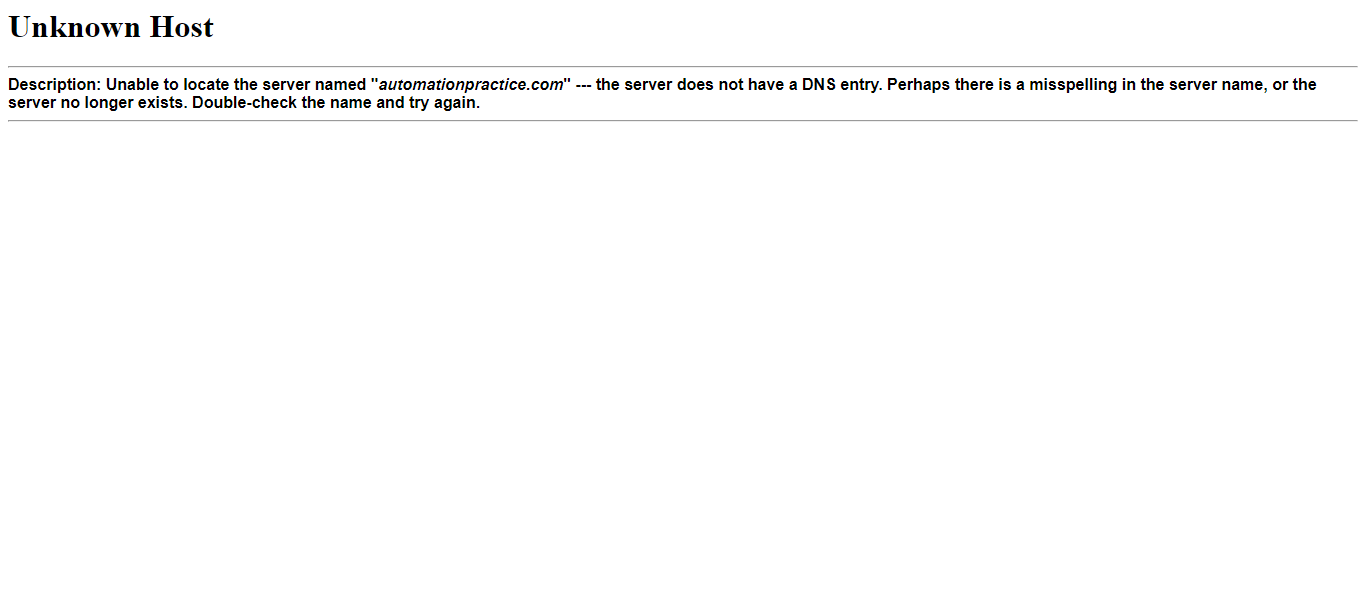 Unknown Host
Description: Unable to locate the server named "automationpractice.com" --- the server does not have a DNS entry. Perhaps there is a misspelling in the server name, or the
server no longer exists. Double-check the name and try again.